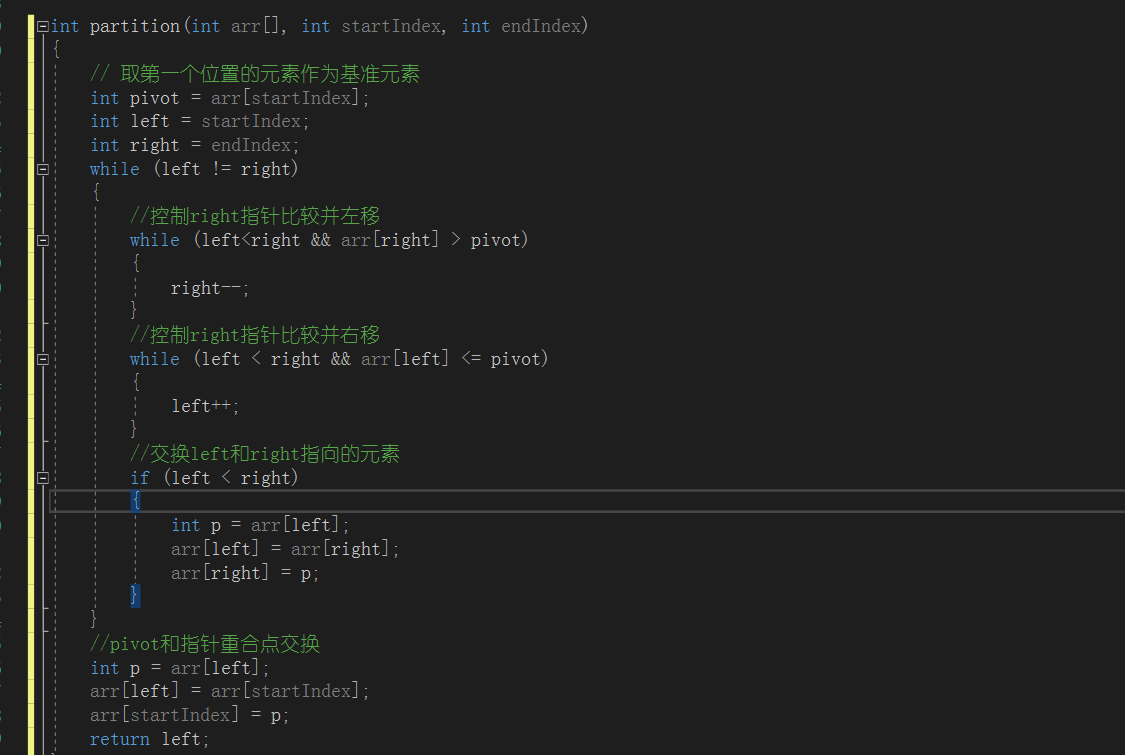 int partition(int arr[], int startIndex, int endIndex)
{
// 取第一个位置的元素作为基准元素
int pivot = arr[startIndex];
int left = startIndex;
int right = endIndex;
while (left != right)
{
//控制right指针比较并左移
while (left<right && arr[right] > pivot)
{
right--;
}
//控制right指针比较并右移
while (left < right && arr[left] <= pivot)
{
left++;
}
//交换left和right指向的元素
if (left < right)
{
int p = arr[left];
arr[left] = arr[right];
arr[right] = p;
}
}
//pivot和指针重合点交换
int p = arr[left];
arr[left] = arr[startIndex];
arr[startIndex] = p;
return left;